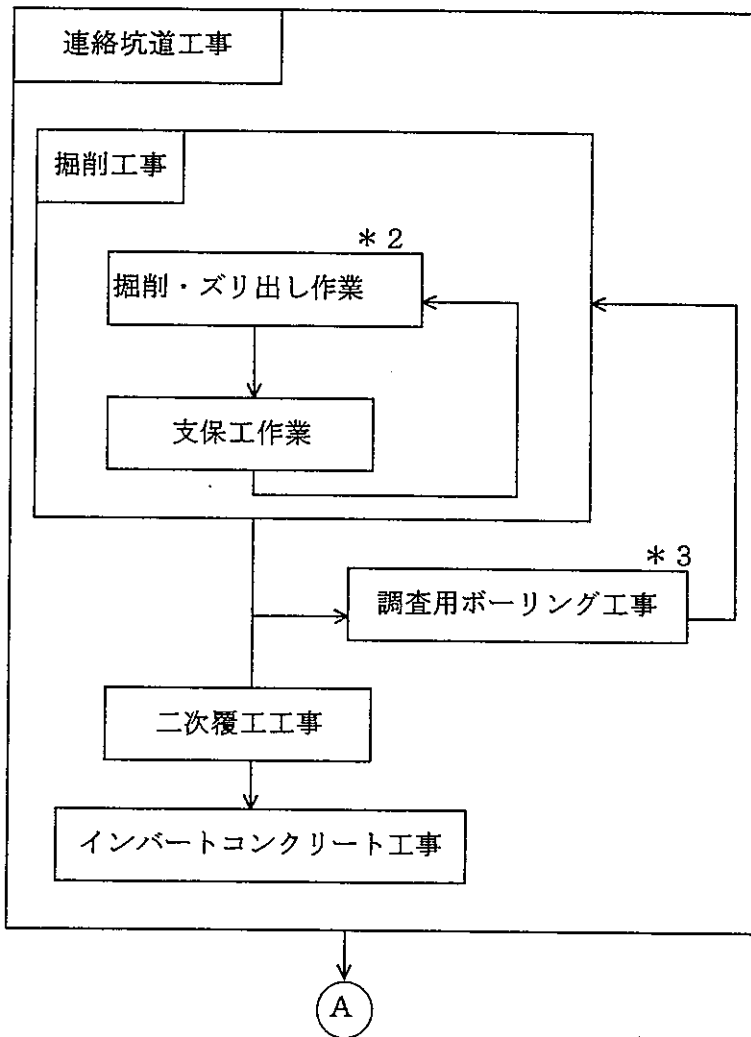 連絡坑道工事
掘削工事
*2
掘削・ズリ出し作業
支保工作業
*3
調査用ボーリング工事
二次覆工工事
インバートコンクリート工事
A